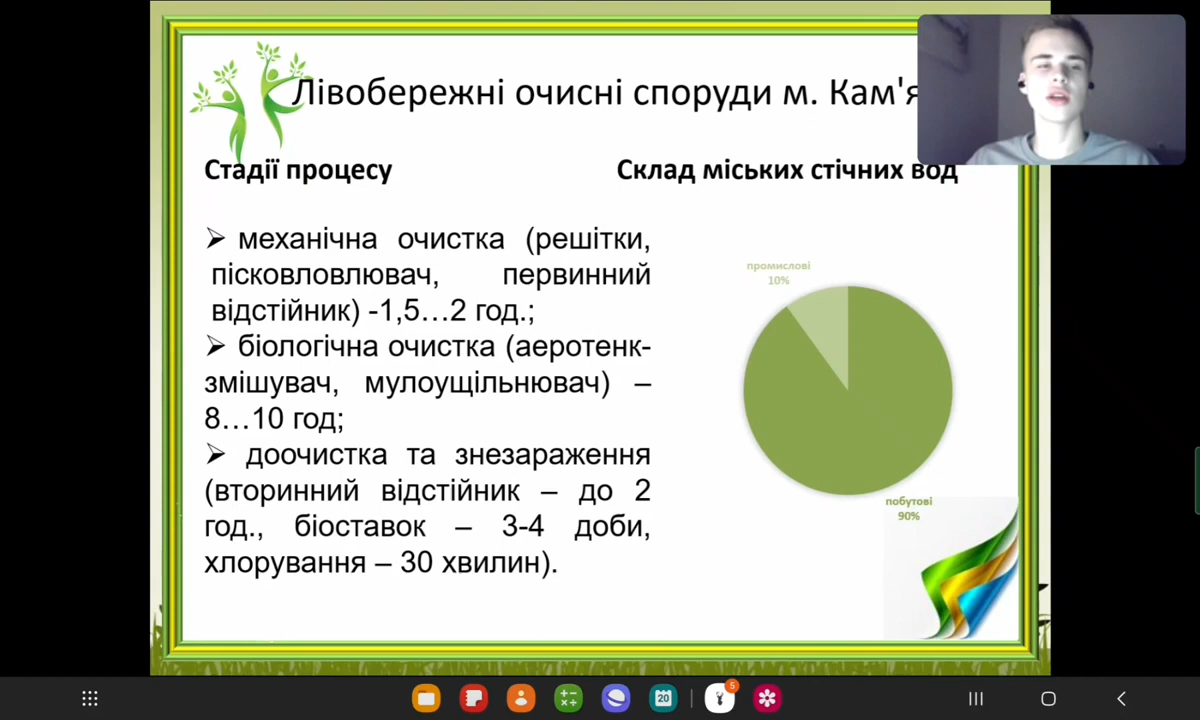 Лівобережні очисні споруди м. Кам'я
Стадії процесу
Склад міських стічних вод
➢ механічна очистка (решітки,
пісковловлювач, первинний
відстійник) -1,5…2 год.;
➢ біологічна очистка (аеротенк-
змішувач, мулоущільнювач) –
8…10 год;
➢ доочистка та знезараження
(вторинний відстійник – до 2
год., біоставок – 3-4 доби,
хлорування – 30 хвилин).
промислові
10%
побутові
90%
20
5